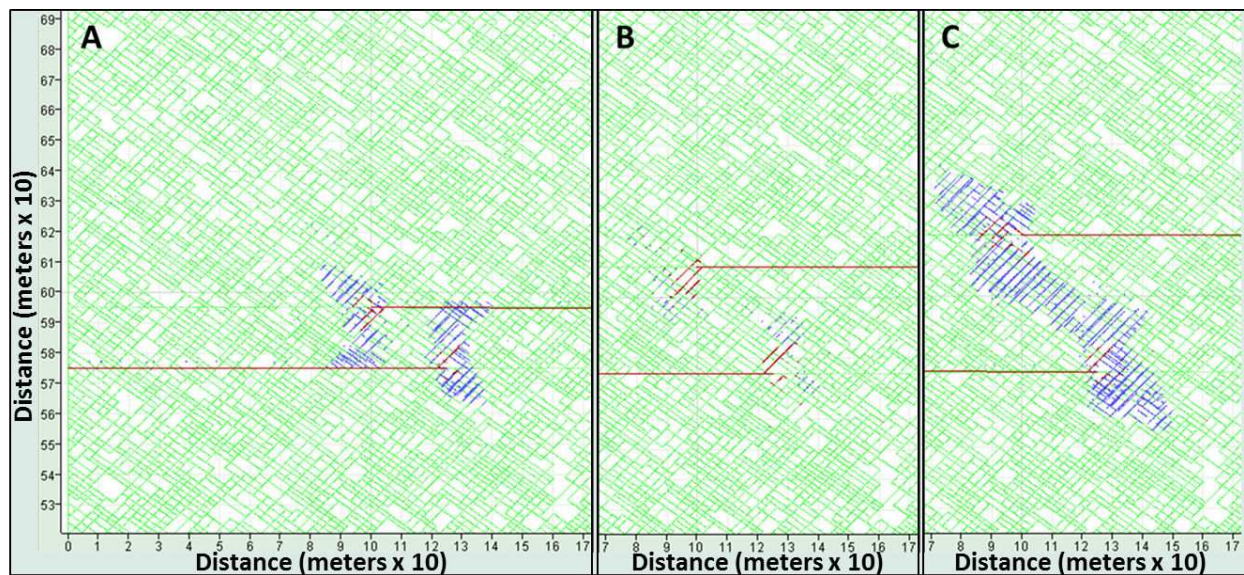 A
B
C
69
68
67
66
65
64
63
62
61
60
59
58
57
56
55
54
53
Distance (meters x 10)
0 1 2 3 4 5 6 7 8 9 10 11 12 13 14 15 16 17
7 8 9 10 11 12 13 14 15 16 17
7 8 9 10 11 12 13 14 15 16 17
Distance (meters x 10)
Distance (meters x 10)
Distance (meters x 10)